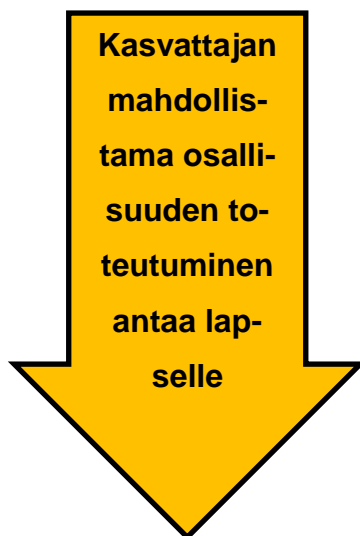 Kasvattajan
mahdollis-
tama osalli-
suuden to-
teutuminen
antaa lap-
selle